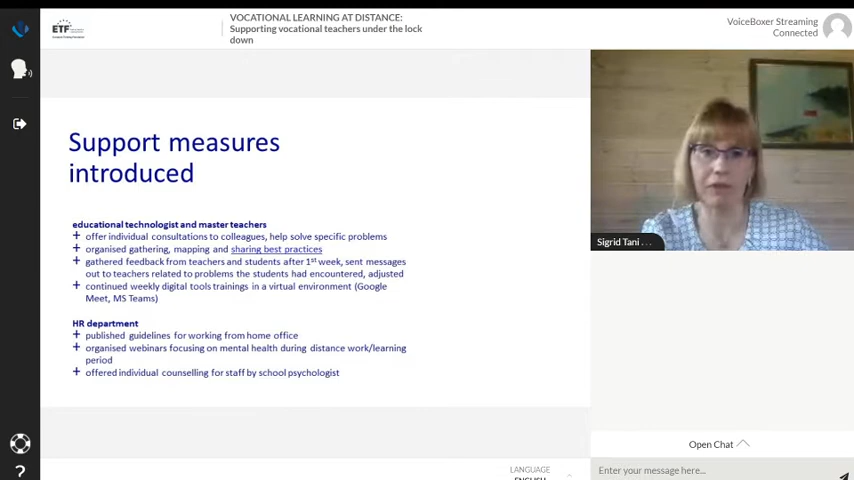 ETF
VOCATIONAL LEARNING AT DISTANCE:
Supporting vocational teachers under the lock
down
VoiceBoxer Streaming
Connected
Support measures
introduced
educational technologist and master teachers
+ offer individual consultations to colleagues, help solve specific problems
+ organised gathering, mapping and sharing best practices
+ gathered feedback from teachers and students after 1st week, sent messages
out to teachers related to problems the students had encountered, adjusted
+ continued weekly digital tools trainings in a virtual environment (Google
Meet, MS Teams)
HR department
+ published guidelines for working from home office
+ organised webinars focusing on mental health during distance work/learning
period
+ offered individual counselling for staff by school psychologist
Sigrid Tani ...
Open Chat
Enter your message here...
LANGUAGE
ENGLISH
?